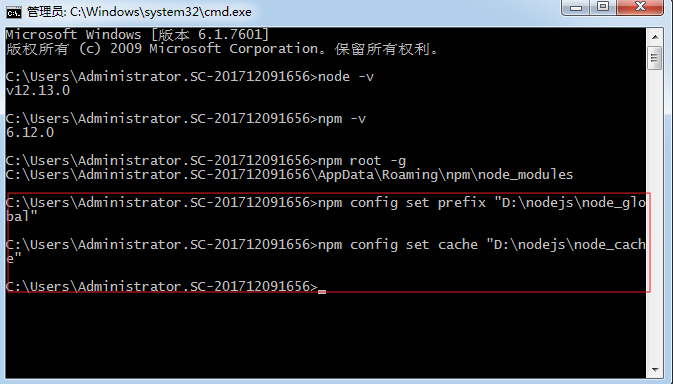 管理员: C:\Windows\system32\cmd.exe
Microsoft Windows [版本 6.1.7601]
版权所有 (c) 2009 Microsoft Corporation。保留所有权利。
C:\Users\Administrator.SC-201712091656>node -v
v12.13.0
C:\Users\Administrator.SC-201712091656>npm -v
6.12.0
C:\Users\Administrator.SC-201712091656>npm root -g
C:\Users\Administrator.SC-201712091656\AppData\Roaming\npm\node_modules
C:\Users\Administrator.SC-201712091656>npm config set prefix "D:\nodejs\node_glo
bal"
C:\Users\Administrator.SC-201712091656>npm config set cache "D:\nodejs\node_cach
e"
C:\Users\Administrator.SC-201712091656>